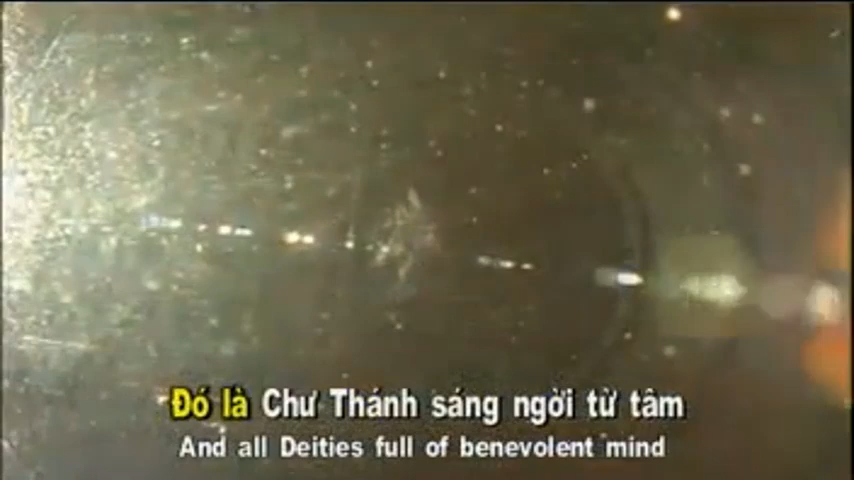 Đó là Chư Thánh sáng ngời từ tâm
And all Deities full of benevolent mind